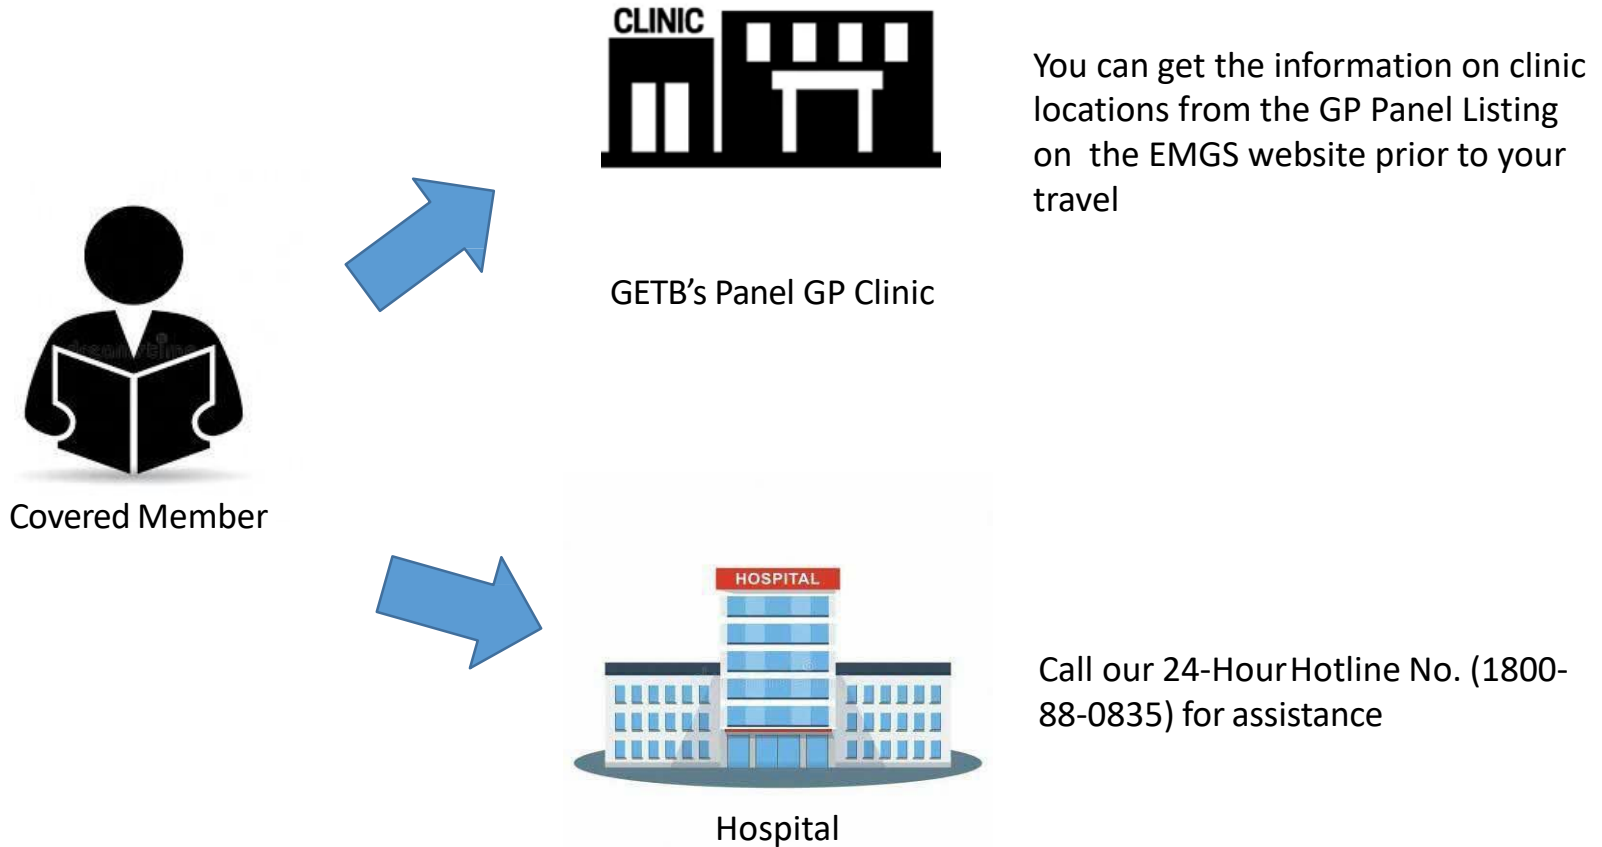 CLINIC
You can get the information on clinic
locations from the GP Panel Listing
on the EMGS website prior to your
travel
GETB’s Panel GP Clinic
Covered Member
HOSPITAL
Call our 24-Hour Hotline No. (1800-
88-0835) for assistance
Hospital